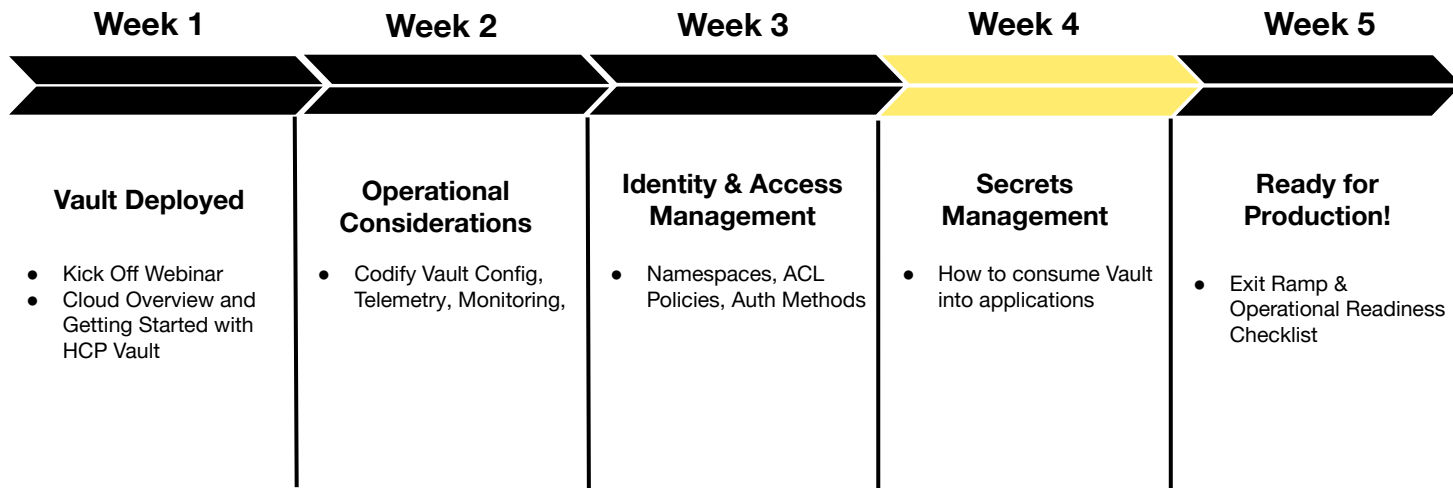 Week 1
Week 2
Week 3
Week 4
Week 5
Vault Deployed
● Kick Off Webinar
● Cloud Overview and
Getting Started with
HCP Vault
Operational
Considerations
● Codify Vault Config,
Telemetry, Monitoring,
Identity & Access
Management
● Namespaces, ACL
Policies, Auth Methods
Secrets
Management
● How to consume Vault
into applications
Ready for
Production!
● Exit Ramp &
Operational Readiness
Checklist